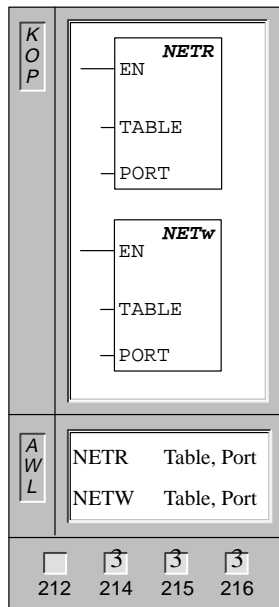 K
O
P
NETR
EN
TABLE
PORT
NETw
EN
TABLE
PORT
A
W
L
NETR Table, Port
NETW Table, Port
3 3 3
212 214 215 216